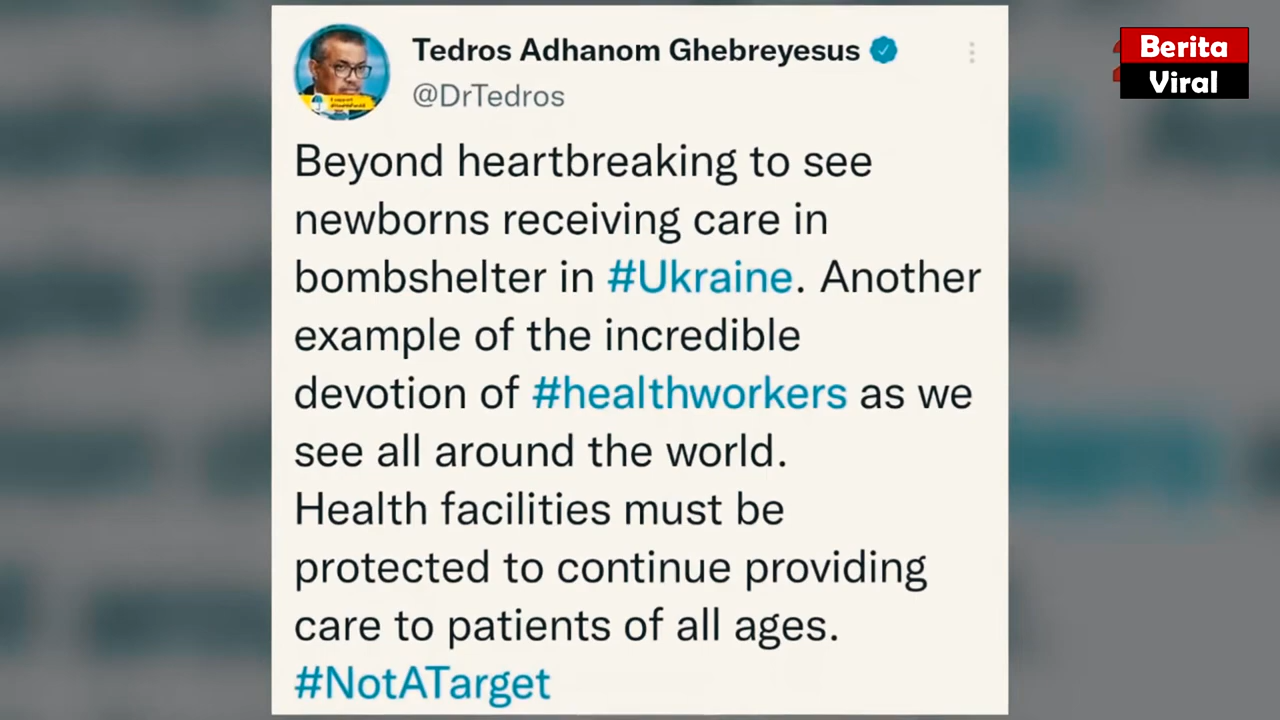 Tedros Adhanom Ghebreyesus
@DrTedros
Beyond heartbreaking to see
newborns receiving care in
bombshelter in #Ukraine. Another
example of the incredible
devotion of #healthworkers as we
see all around the world.
Health facilities must be
protected to continue providing
care to patients of all ages.
#NotATarget
Berita
Viral